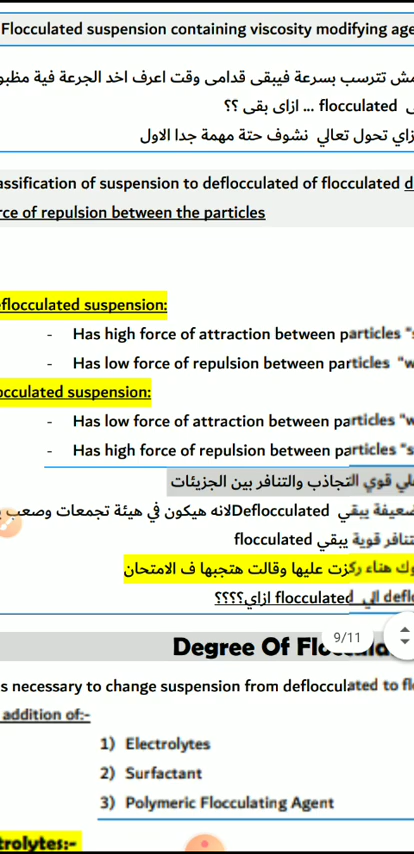 Flocculated suspension containing viscosity modifying age
مش تترسب بسرعة فيبقى قدامى وقت اعرف اخد الجرعة فية مظبو
flocculated ... ازاى بقى ؟؟
زاي تحول تعالي نشوف حتة مهمة جدا الاول
assification of suspension to deflocculated of flocculated d
rce of repulsion between the particles
eflocculated suspension:
- Has high force of attraction between particles "s
- Has low force of repulsion between particles "w
occulated suspension:
- Has low force of attraction between particles "w
- Has high force of repulsion between particles "s
لي قوي التجاذب والتنافر بين الجزيئات
ضعيفة يبقي Deflocculated لانه هيكون في هيئة تجمعات وصعب
تنافر قوية يبقي flocculated
وك هناء ركزت عليها وقالت هتجبها ف الامتحان
deflo الي flocculated ازاي؟؟؟؟
9/11
Degree Of Floccula
s necessary to change suspension from deflocculated to fl
addition of:-
1) Electrolytes
2) Surfactant
3) Polymeric Flocculating Agent
trolytes:-